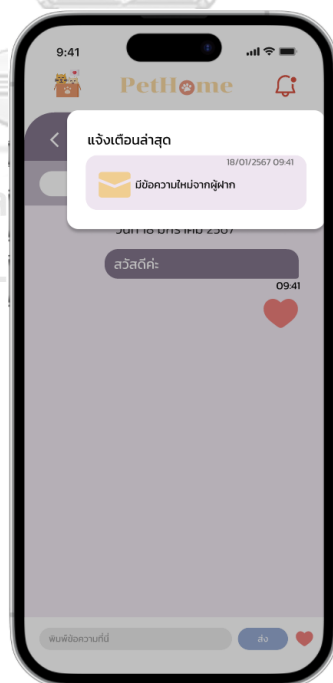 9:41
PetHome
แจ้งเตือนล่าสุด
18/01/2567 09:41
มีข้อความใหม่จากผู้ฝาก
วันที่ 18 มกราคม 2567
สวัสดีค่ะ
09:41
พิมพ์ข้อความที่นี่
ส่ง